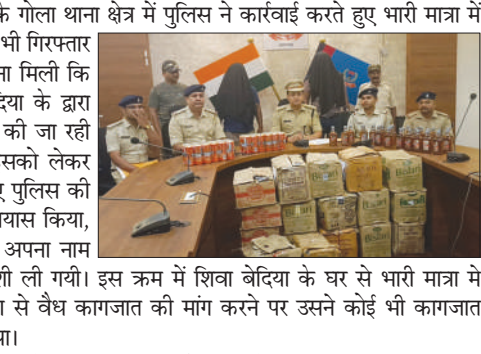 के गोला थाना क्षेत्र में पुलिस ने कार्रवाई करते हुए भारी मात्रा में
भी गिरफ्तार
ना मिली कि
दिया के द्वारा
की जा रही
सको लेकर
ए पुलिस की
यास किया,
अपना नाम
शी ली गयी। इस क्रम में शिवा बेदिया के घर से भारी मात्रा मे
ा से वैध कागजात की मांग करने पर उसने कोई भी कागजात
या।